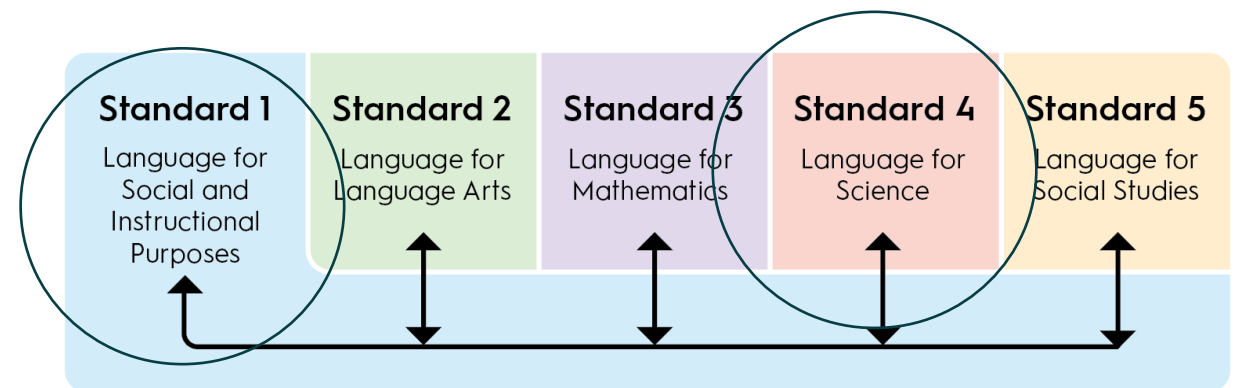 Standard 1
Language for
Social and
Instructional
Purposes
Standard 2
Language for
Language Arts
Standard 3
Language for
Mathematics
Standard 4
Language for
Science
Standard 5
Language for
Social Studies